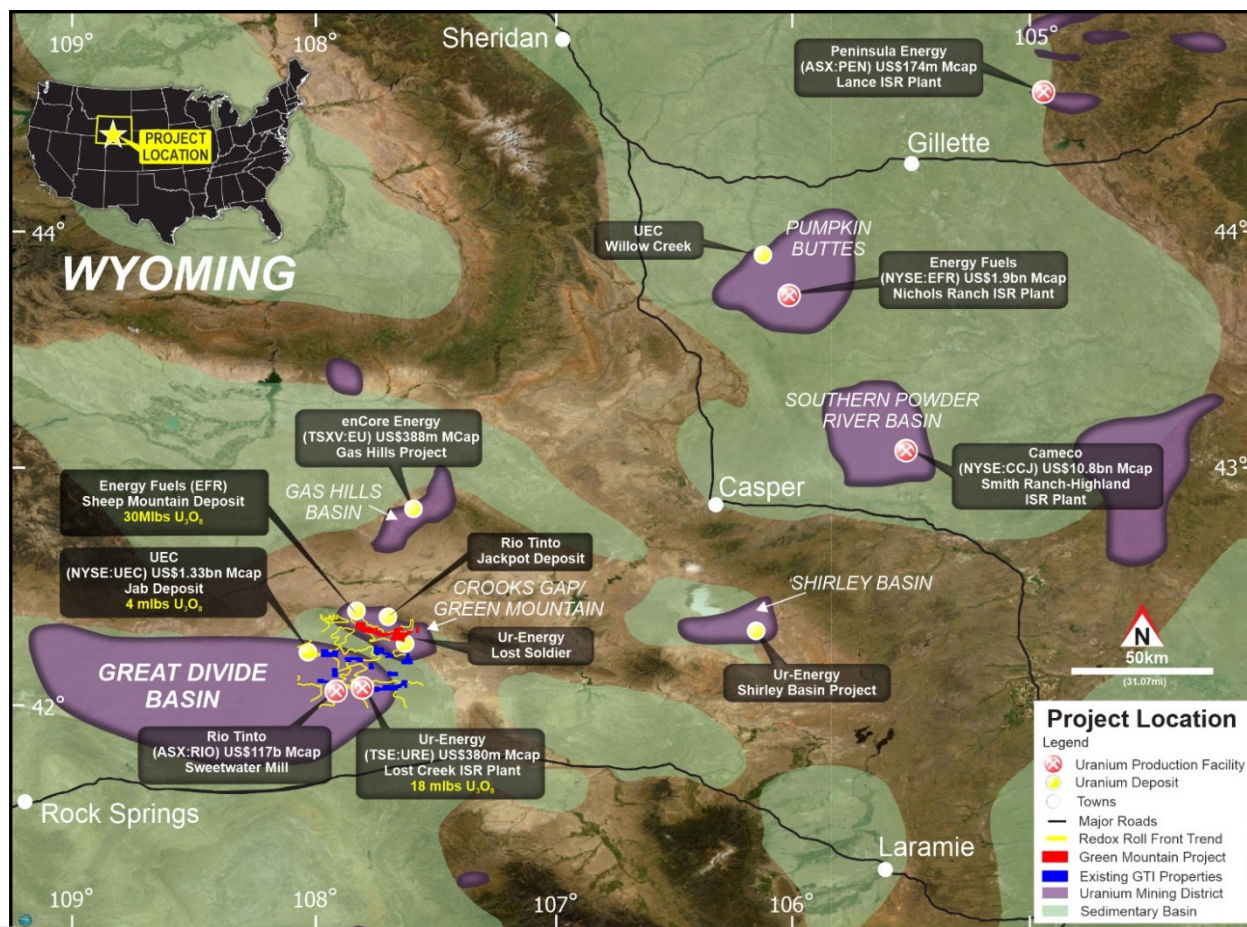 109°
108°
105°
Sheridan
Peninsula Energy
(ASX:PEN) US$174m Mcap
Lance ISR Plant
PROJECT
LOCATION
Gillette
44°
WYOMING
UEC
Willow Creek
PUMPKIN
BUTTES
44°
Energy Fuels
(NYSE:EFR) US$1.9bn Mcap
Nichols Ranch ISR Plant
enCore Energy
(TSXV:EU) US$388m MCap
Gas Hills Project
SOUTHERN POWDER
RIVER BASIN
43°
Energy Fuels (EFR)
Sheep Mountain Deposit
30Mlbs U₃O₈
GAS HILLS
BASIN
Casper
Cameco
(NYSE:CCJ) US$10.8bn Mcap
Smith Ranch-Highland
ISR Plant
UEC
(NYSE:UEC) US$1.33bn Mcap
Jab Deposit
4 mlbs U₃O₈
Rio Tinto
Jackpot Deposit
CROOKS GAP/
GREEN MOUNTAIN
SHIRLEY BASIN
Ur-Energy
Lost Soldier
N
50km
(31.07mi)
GREAT DIVIDE
BASIN
Ur-Energy
Shirley Basin Project
42°
42°
Rio Tinto
(ASX:RIO) US$117b Mcap
Sweetwater Mill
Ur-Energy
(TSE:URE) US$380m Mcap
Lost Creek ISR Plant
18 mlbs U₃O₈
Rock Springs
Laramie
Project Location
Legend
Uranium Production Facility
Uranium Deposit
Towns
Major Roads
Redox Roll Front Trend
Green Mountain Project
Existing GTI Properties
Uranium Mining District
Sedimentary Basin
109°
108°
107°
106°